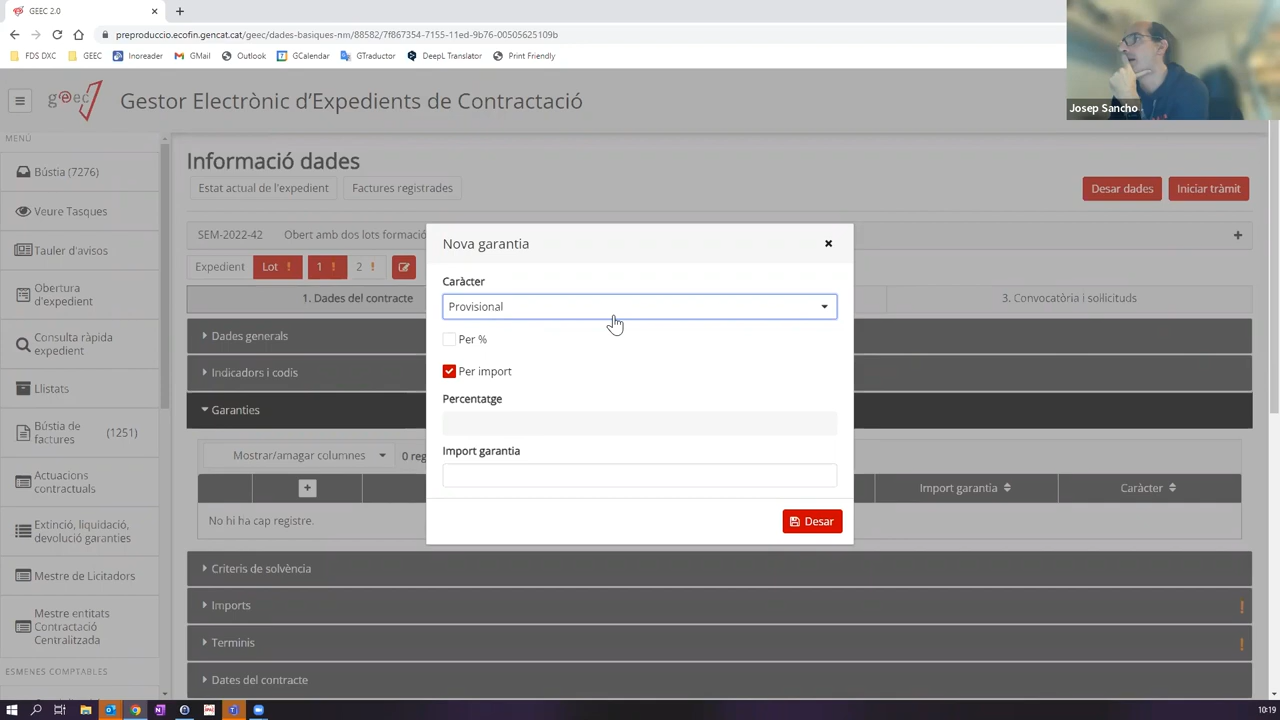 GEEC 2.0
preproduccio.ecofin.gencat.cat/geec/dades-basiques-nm/88582/7f867354-7155-11ed-9b76-00505625109b
FDS DXC
GEEC
Inoreader
GMail
Outlook
GCalendar
GTraductor
DeepL Translator
Print Friendly
Josep Sancho
g@ec
Gestor Electrònic d'Expedients de Contractació
MENÚ
Bústia (7276)
Veure Tasques
Tauler d'avisos
Obertura
d'expedient
Consulta ràpida
expedient
Llistats
Bústia de
factures
(1251)
Actuacions
contractuals
Extinció, liquidació,
devolució garanties
Mestre de Licitadors
Mestre entitats
Contractació
Centralitzada
ESMENES COMPTABLES
Informació dades
Estat actual de l'expedient
Factures registrades
Desar dades
Iniciar tràmit
SEM-2022-42
Obert amb dos lots formació
Expedient
Lot !
1 !
2 !
1. Dades del contracte
3. Convocatòria i sol·licituds
Dades generals
Indicadors i codis
Garanties
Mostrar/amagar columnes
0 reg
Import garantia
Caràcter
No hi ha cap registre.
Criteris de solvència
Imports
Terminis
Dates del contracte
Nova garantia
Caràcter
Provisional
Per %
Per import
Percentatge
Import garantia
Desar
10:19